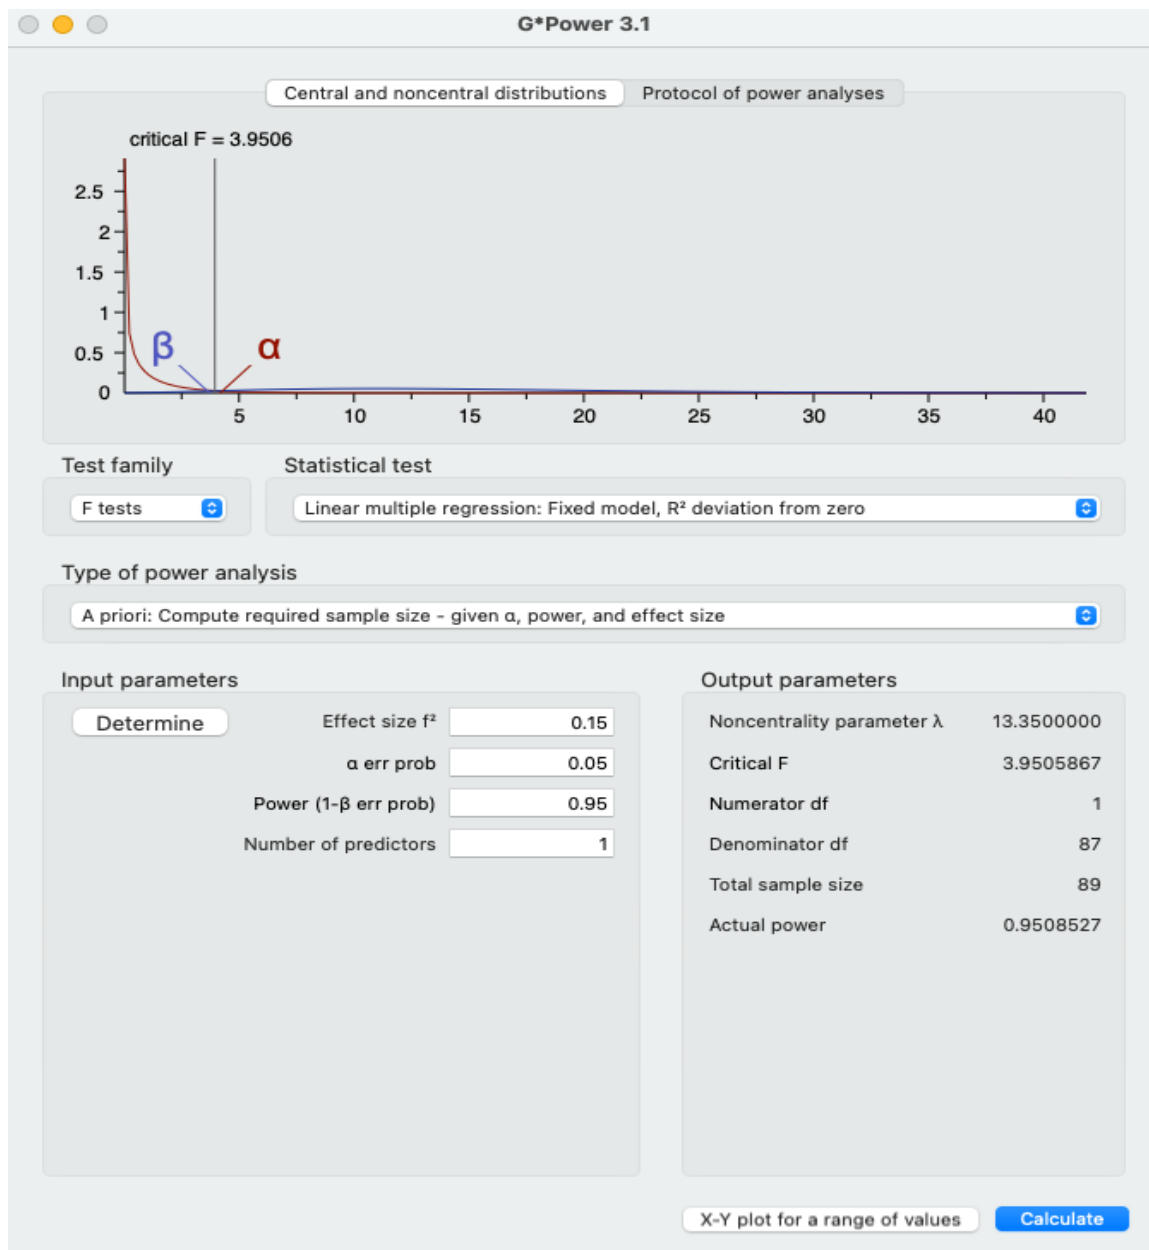 G*Power 3.1
Central and noncentral distributions Protocol of power analyses
critical F = 3.9506
2.5
2
1.5
1
0.5
0
β α
5 10 15 20 25 30 35 40
Test family Statistical test
F tests Linear multiple regression: Fixed model, R² deviation from zero
Type of power analysis
A priori: Compute required sample size – given α, power, and effect size
Input parameters
Determine Effect size f² 0.15
α err prob 0.05
Power (1-β err prob) 0.95
Number of predictors 1
Output parameters
Noncentrality parameter λ 13.3500000
Critical F 3.9505867
Numerator df 1
Denominator df 87
Total sample size 89
Actual power 0.9508527
X-Y plot for a range of values Calculate